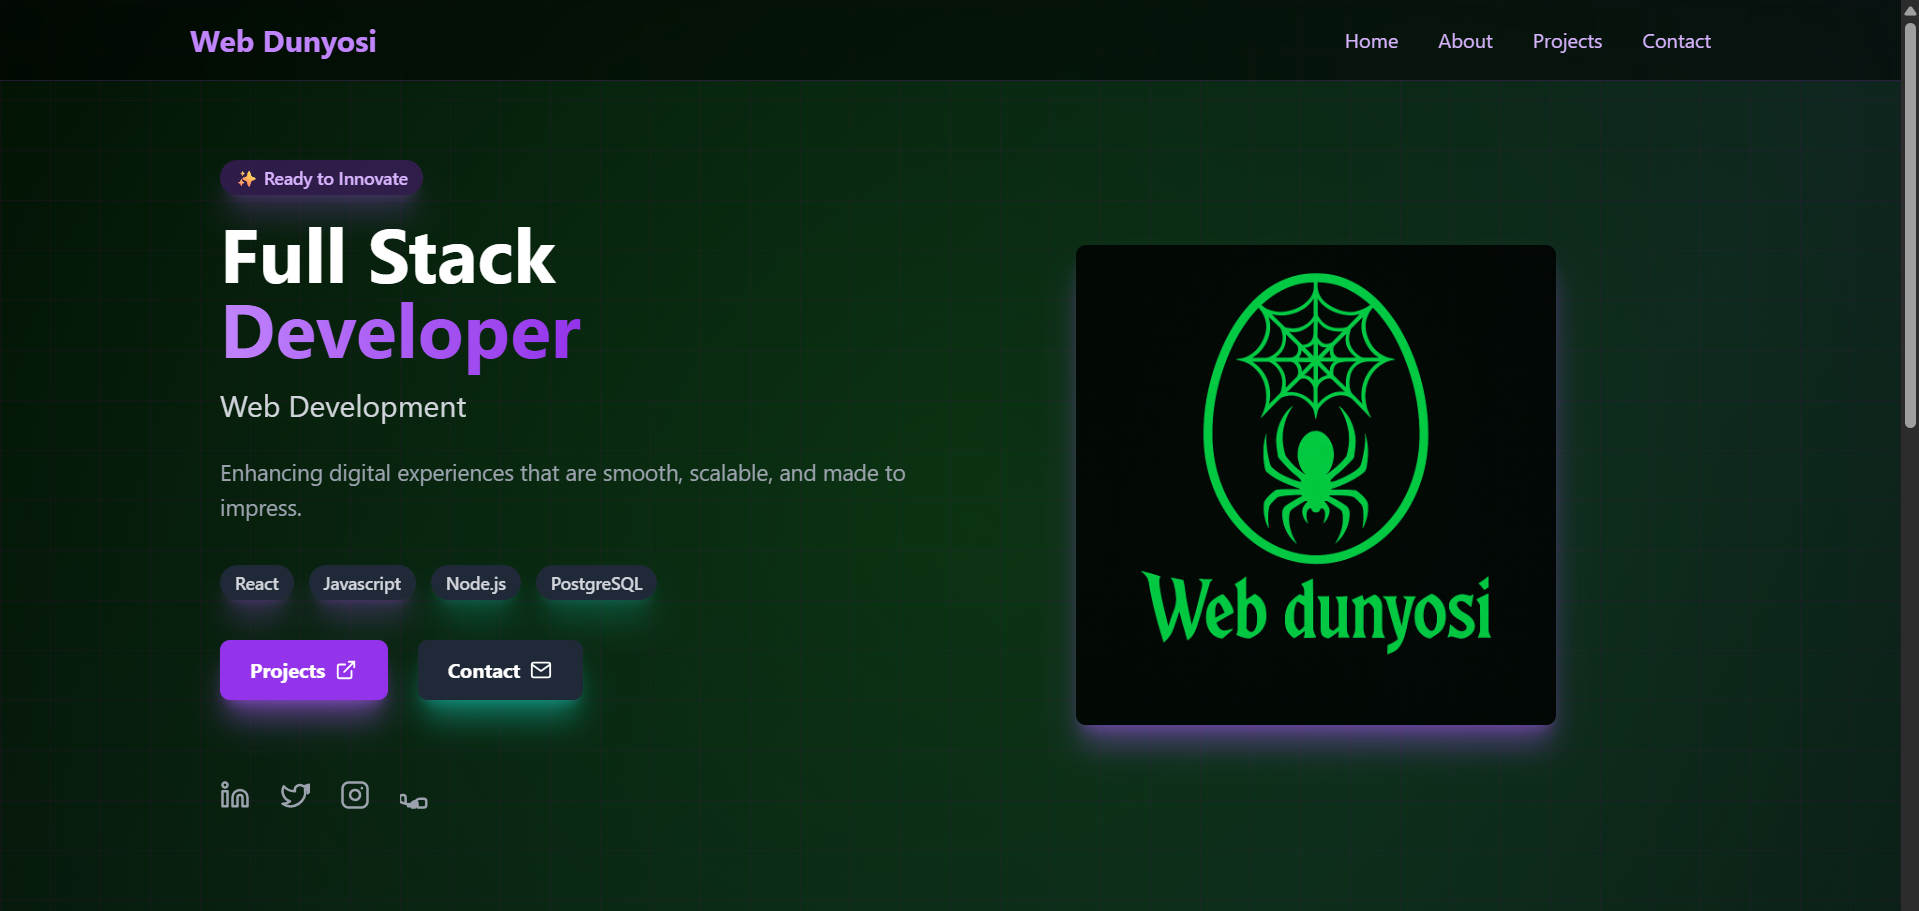 Web Dunyosi
Home
About
Projects
Contact
✨ Ready to Innovate
Full Stack
Developer
Web Development
Enhancing digital experiences that are smooth, scalable, and made to
impress.
React
Javascript
Node.js
PostgreSQL
Projects
Contact
Web dunyosi